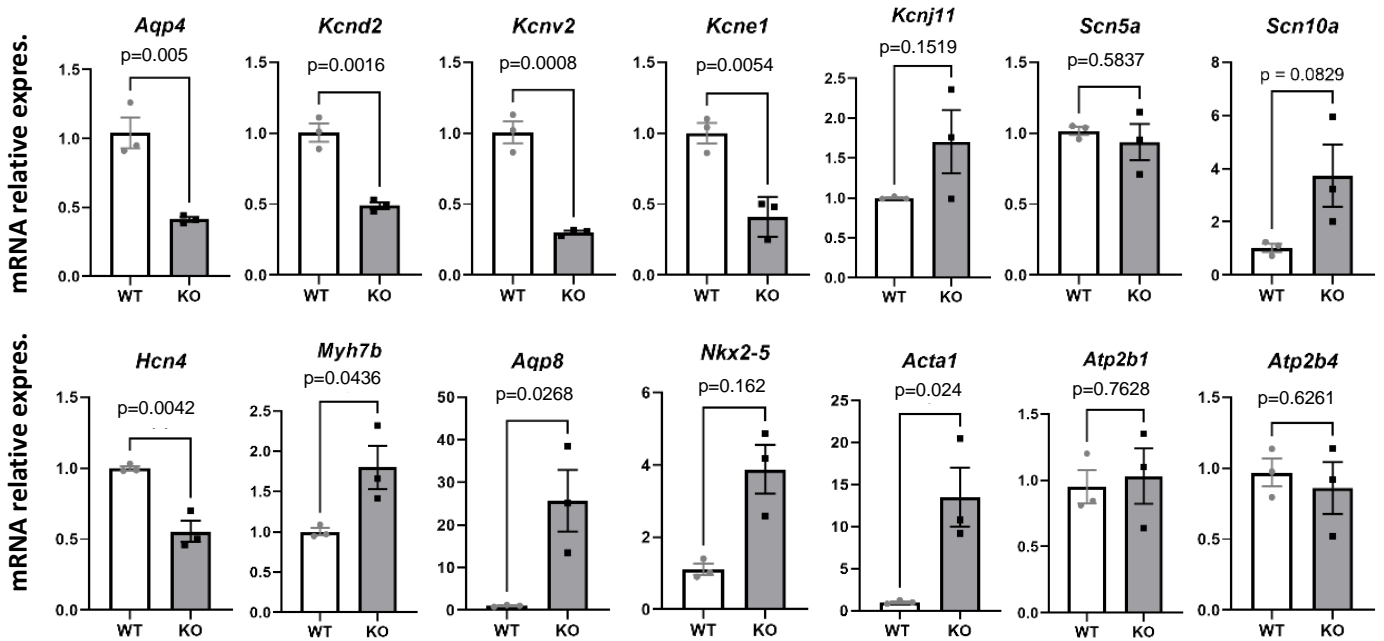 mRNA relative expres.
Aqp4
p=0.005
1.5
1.0
0.5
0.0
WT KO
Kcnd2
p=0.0016
1.5
1.0
0.5
0.0
WT KO
Kcnv2
p=0.0008
1.5
1.0
0.5
0.0
WT KO
Kcne1
p=0.0054
1.5
1.0
0.5
0.0
WT KO
Kcnj11
p=0.1519
2.5
2.0
1.5
1.0
0.5
0.0
WT KO
Scn5a
p=0.5837
1.5
1.0
0.5
0.0
WT KO
Scn10a
p = 0.0829
8
6
4
2
0
WT KO
mRNA relative expres.
Hcn4
p=0.0042
1.5
1.0
0.5
0.0
WT KO
Myh7b
p=0.0436
2.5
2.0
1.5
1.0
0.5
0.0
WT KO
Aqp8
p=0.0268
50
40
30
20
10
0
WT KO
Nkx2-5
p=0.162
6
4
2
0
WT KO
Acta1
p=0.024
25
20
15
10
5
0
WT KO
Atp2b1
p=0.7628
1.5
1.0
0.5
0.0
WT KO
Atp2b4
p=0.6261
1.5
1.0
0.5
0.0
WT KO